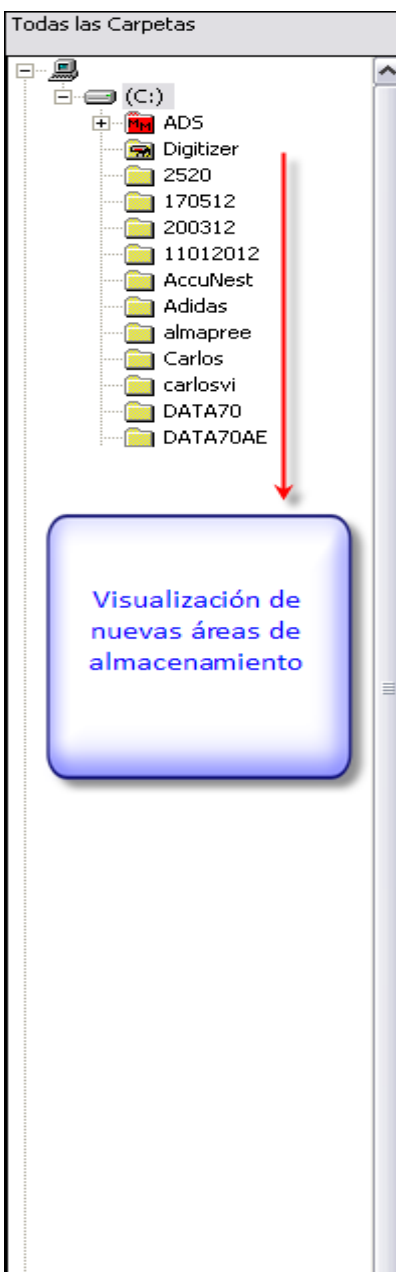 Todas las Carpetas
(C:)
ADS
Digitizer
2520
170512
200312
11012012
AccuNest
Adidas
almapree
Carlos
carlosvi
DATA70
DATA70AE
Visualización de
nuevas áreas de
almacenamiento